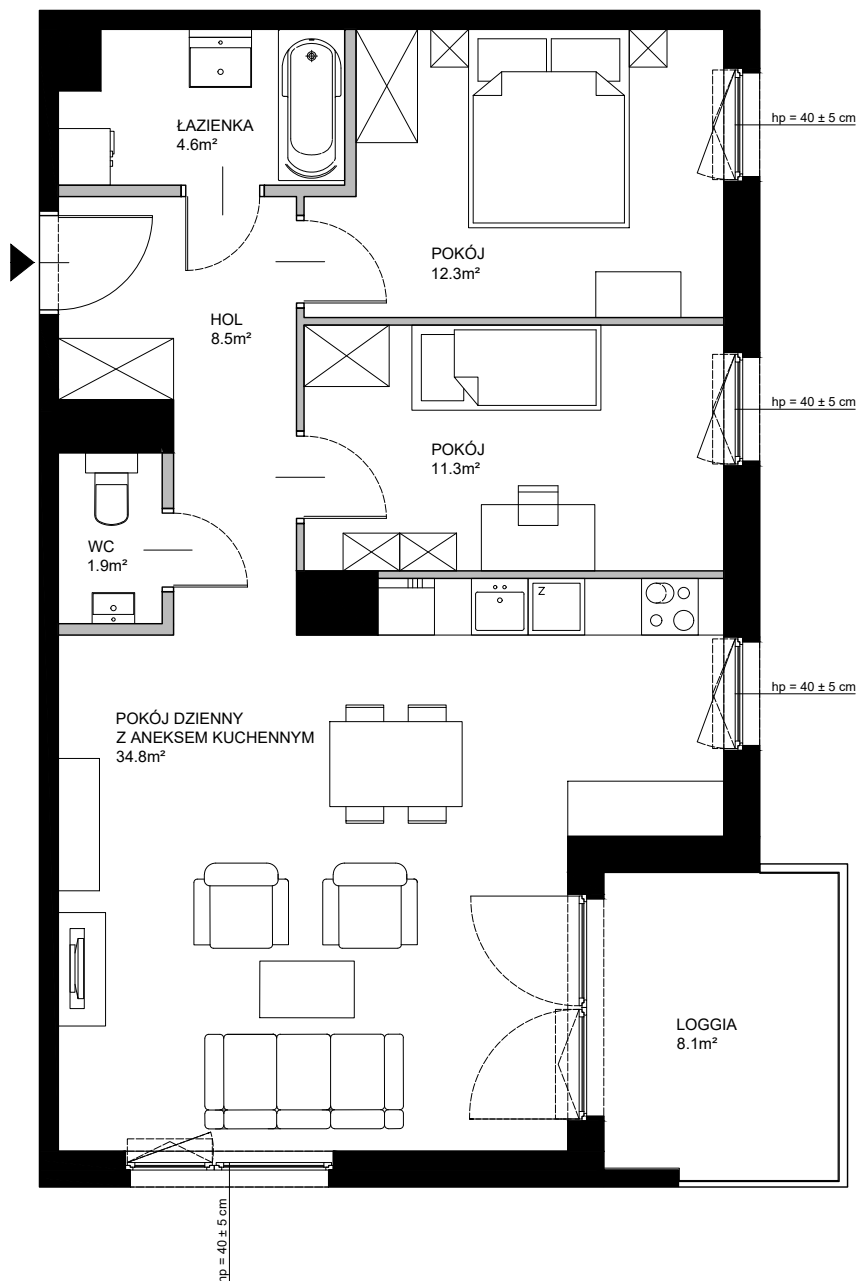 ŁAZIENKA
4.6m²
hp = 40 ± 5 cm
POKÓJ
12.3m²
HOL
8.5m²
hp = 40 ± 5 cm
POKÓJ
11.3m²
WC
1.9m²
Z
hp = 40 ± 5 cm
POKÓJ DZIENNY
Z ANEKSEM KUCHENNYM
34.8m²
LOGGIA
8.1m²
hp = 40 ± 5 cm